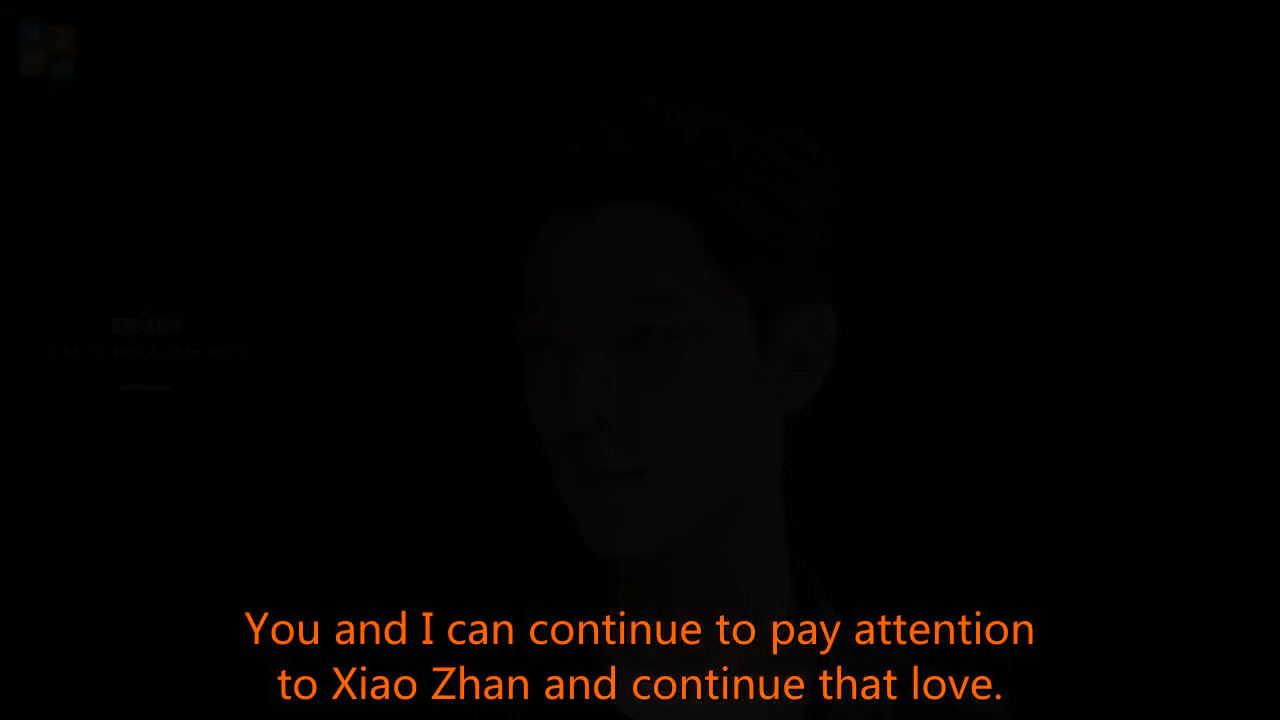 You and I can continue to pay attention
to Xiao Zhan and continue that love.